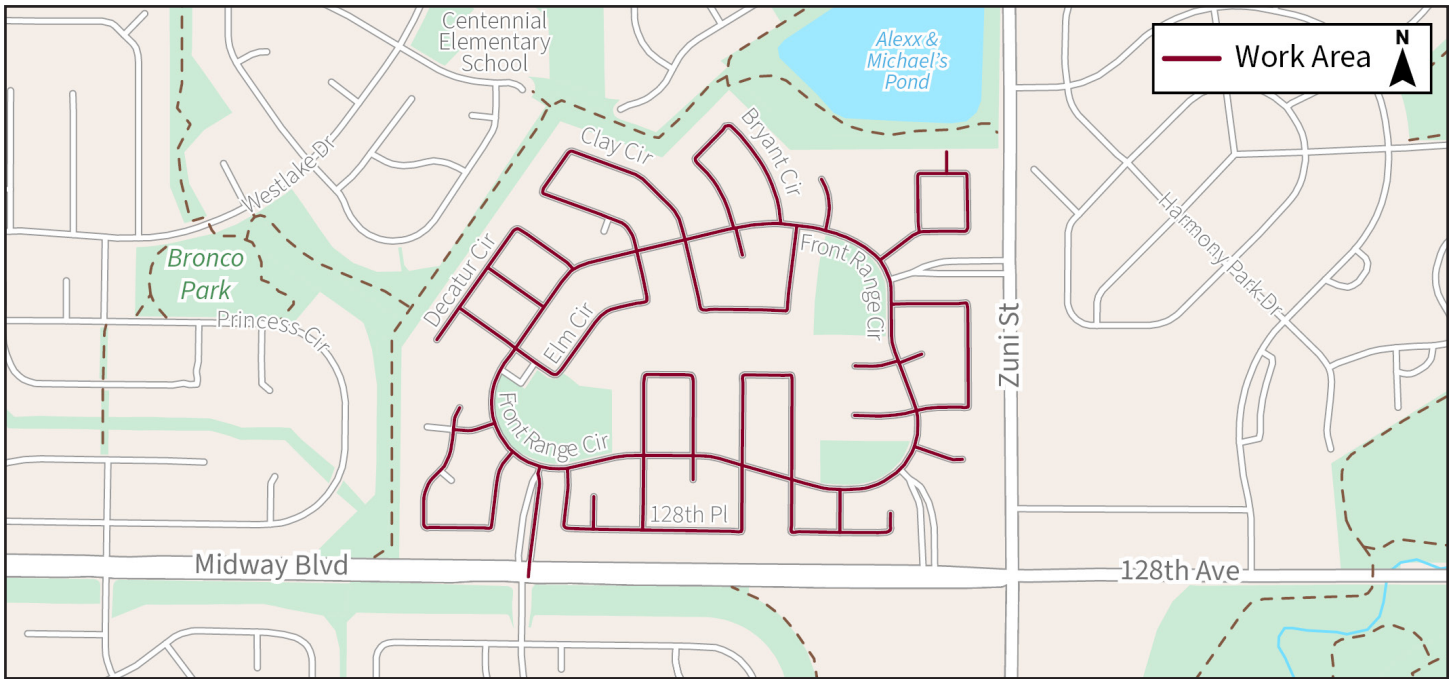 Centennial
Elementary
School
Alexx &
Michael's
Pond
Work Area
N
Westlake Dr
Clay Cir
Bryant Cir
Harmony Park Dr
Bronco
Park
Decatur Cir
Front Range Cir
Princess Cir
Elm Cir
Zuni St
Front Range Cir
128th Pl
Midway Blvd
128th Ave